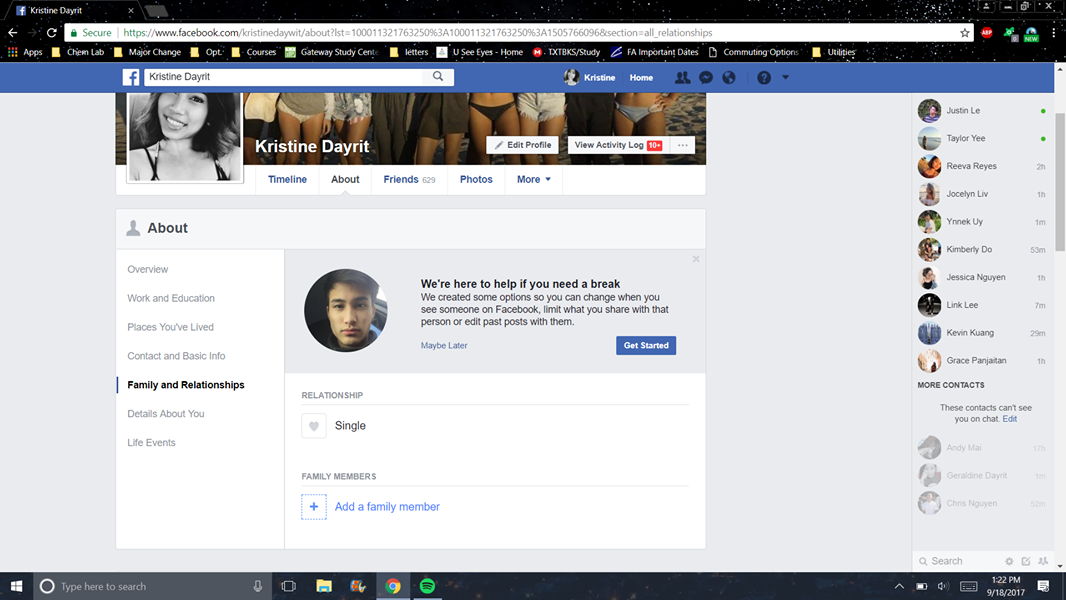 Kristine Dayrit
Secure
https://www.facebook.com/kristinedaywit/about?lst=100011321763250%3A100011321763250%3A1505766096&section=all_relationships
Apps Chem Lab Major Change Opt. Courses Gateway Study Cente letters U See Eyes - Home TXTBKS/Study FA Important Dates Commuting Options Utilities
ABP
NEW
Kristine Dayrit
Kristine Home
Kristine Dayrit
Edit Profile
View Activity Log 10+
Timeline About Friends 629 Photos More
About
Overview
Work and Education
Places You've Lived
Contact and Basic Info
Family and Relationships
Details About You
Life Events
We're here to help if you need a break
We created some options so you can change when you
see someone on Facebook, limit what you share with that
person or edit past posts with them.
Maybe Later
Get Started
RELATIONSHIP
Single
FAMILY MEMBERS
+ Add a family member
Justin Le
Taylor Yee
Reeva Reyes 2h
Jocelyn Liv 1h
Ynnek Uy 1m
Kimberly Do 53m
Jessica Nguyen 1h
Link Lee 7m
Kevin Kuang 29m
Grace Panjaitan 1h
MORE CONTACTS
These contacts can't see
you on chat. Edit
Andy Mai 17h
Geraldine Dayrit 1m
Chris Nguyen 52m
Search
Type here to search
1:22 PM
9/18/2017